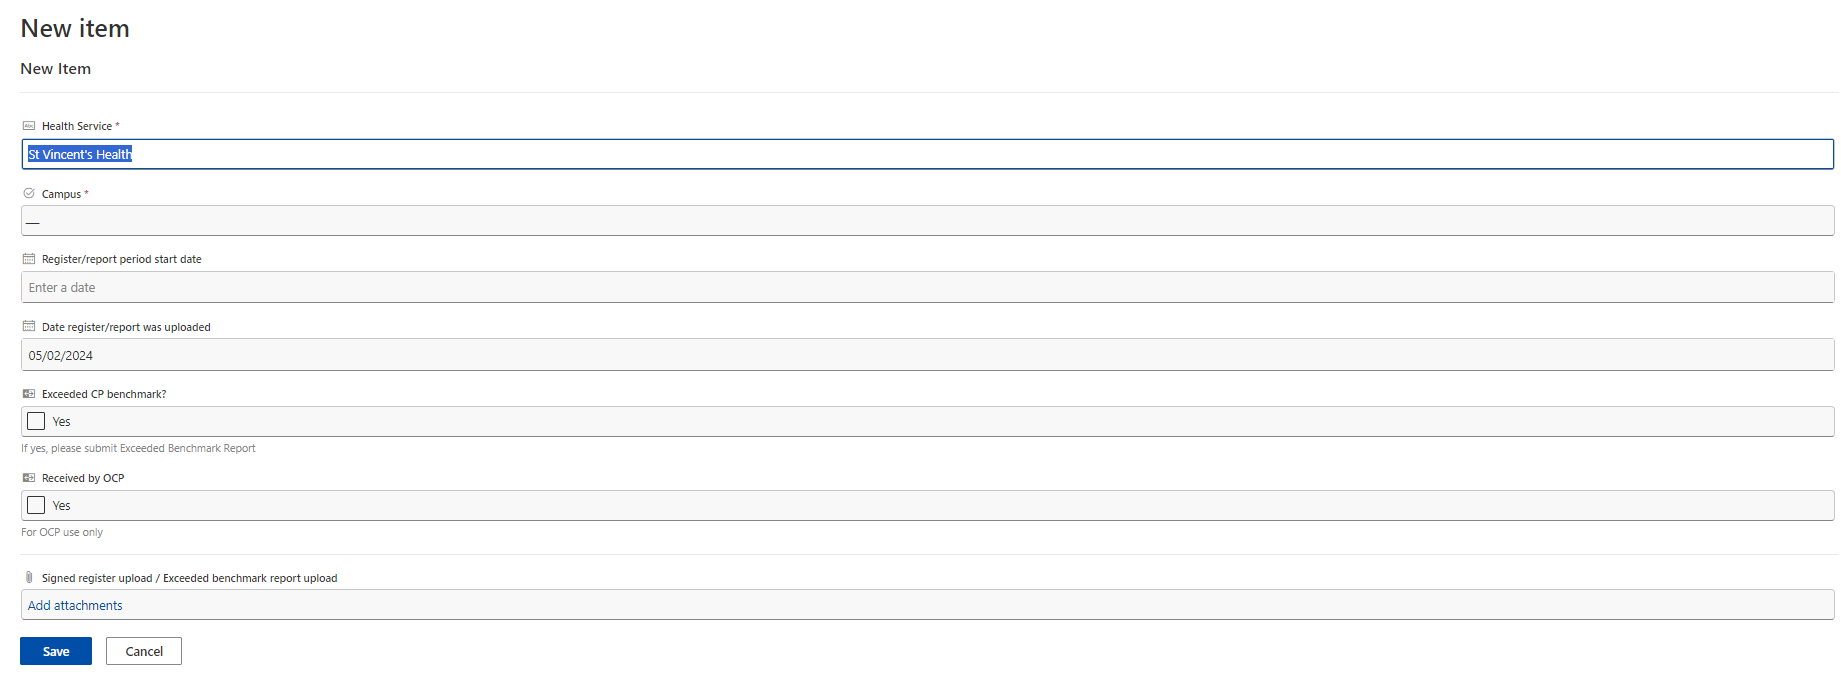 New item
New Item
Health Service *
St Vincent's Health
Campus *
—
Register/report period start date
Enter a date
Date register/report was uploaded
05/02/2024
Exceeded CP benchmark?
Yes
If yes, please submit Exceeded Benchmark Report
Received by OCP
Yes
For OCP use only
Signed register upload / Exceeded benchmark report upload
Add attachments
Save Cancel